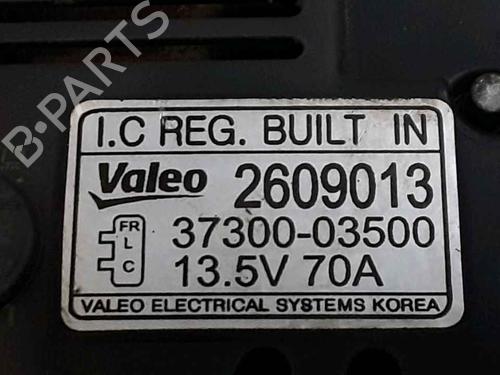 B-PARTS
I.C REG. BUILT IN
Valeo 2609013
FR
L
C
37300-03500
13.5V 70A
VALEO ELECTRICAL SYSTEMS KOREA